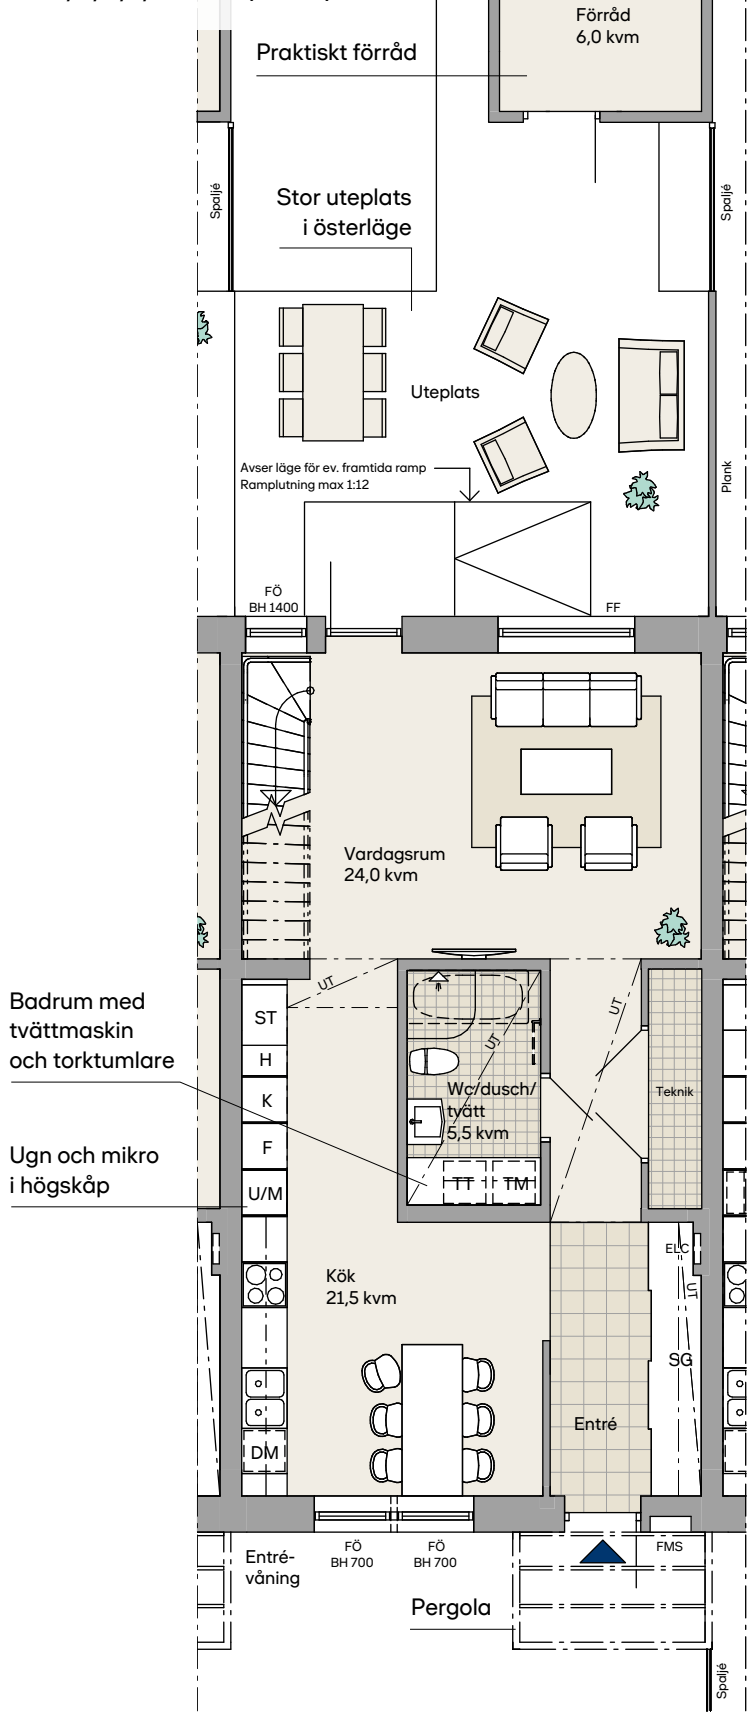 Förråd
6,0 kvm
Praktiskt förråd
Spaljé
Spaljé
Stor uteplats
i österläge
Uteplats
Avser läge för ev. framtida ramp
Ramplutning max 1:12
Plank
FÖ
BH 1400
FF
Vardagsrum
24,0 kvm
Badrum med
tvättmaskin
och torktumlare
Ugn och mikro
i högskåp
ST
H
K
F
U/M
UT
UT
UT
Wc/dusch/
tvätt
5,5 kvm
TT
TM
Teknik
Kök
21,5 kvm
ELC
UT
SG
Entré
DM
Entré-
våning
FÖ
BH 700
FÖ
BH 700
FMS
Pergola
Spaljé